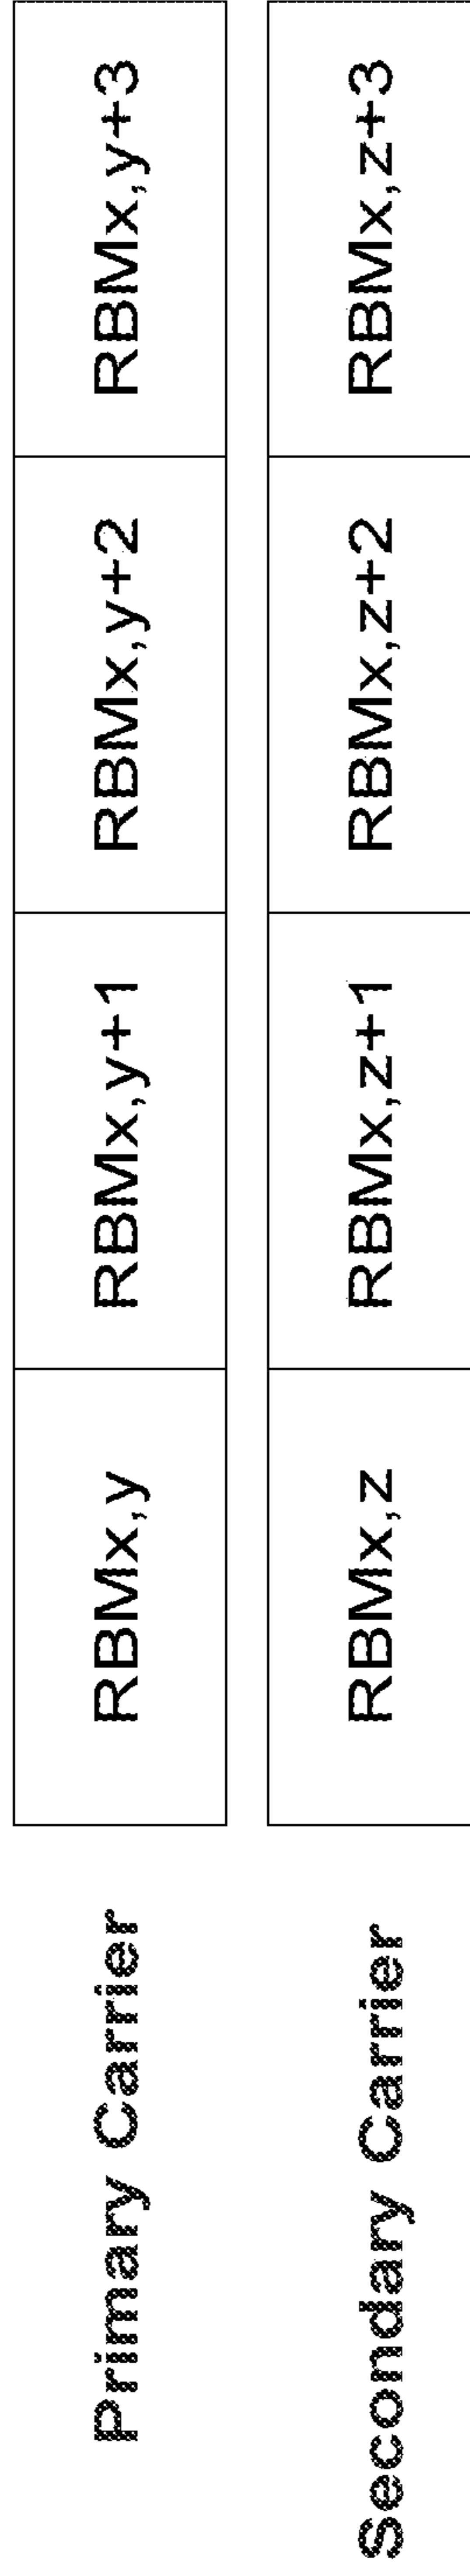 Primary Carrier
RBMx,y
RBMx,y+1
RBMx,y+2
RBMx,y+3
Secondary Carrier
RBMx,z
RBMx,z+1
RBMx,z+2
RBMx,z+3